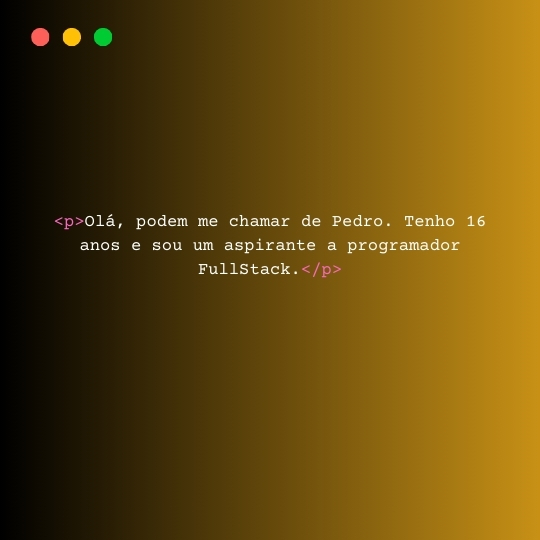 <p>Olá, podem me chamar de Pedro. Tenho 16
anos e sou um aspirante a programador
FullStack.</p>